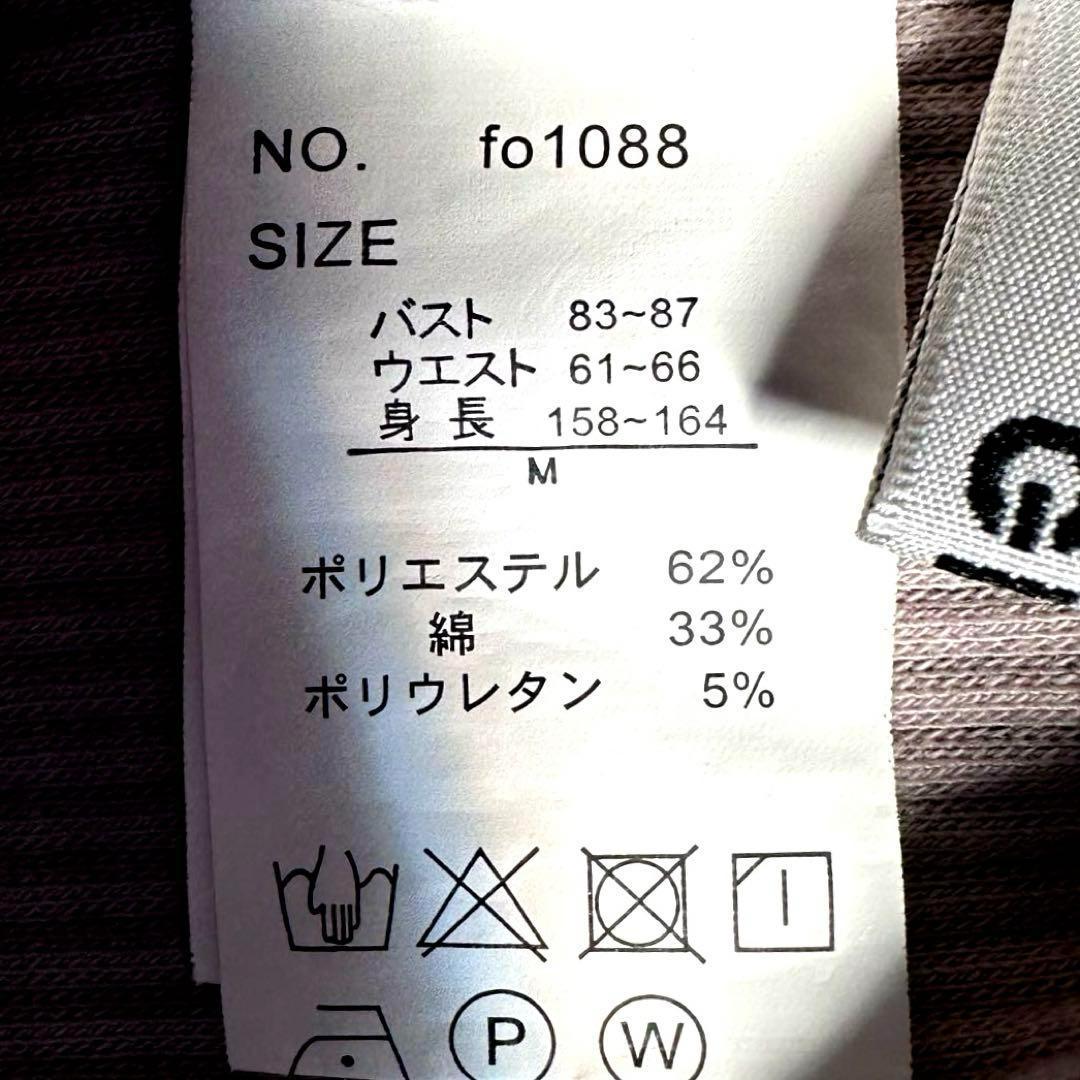 NO. fo1088
SIZE
バスト 83~87
ウエスト 61~66
身長 158~164
M
ポリエステル 62%
綿 33%
ポリウレタン 5%
P W